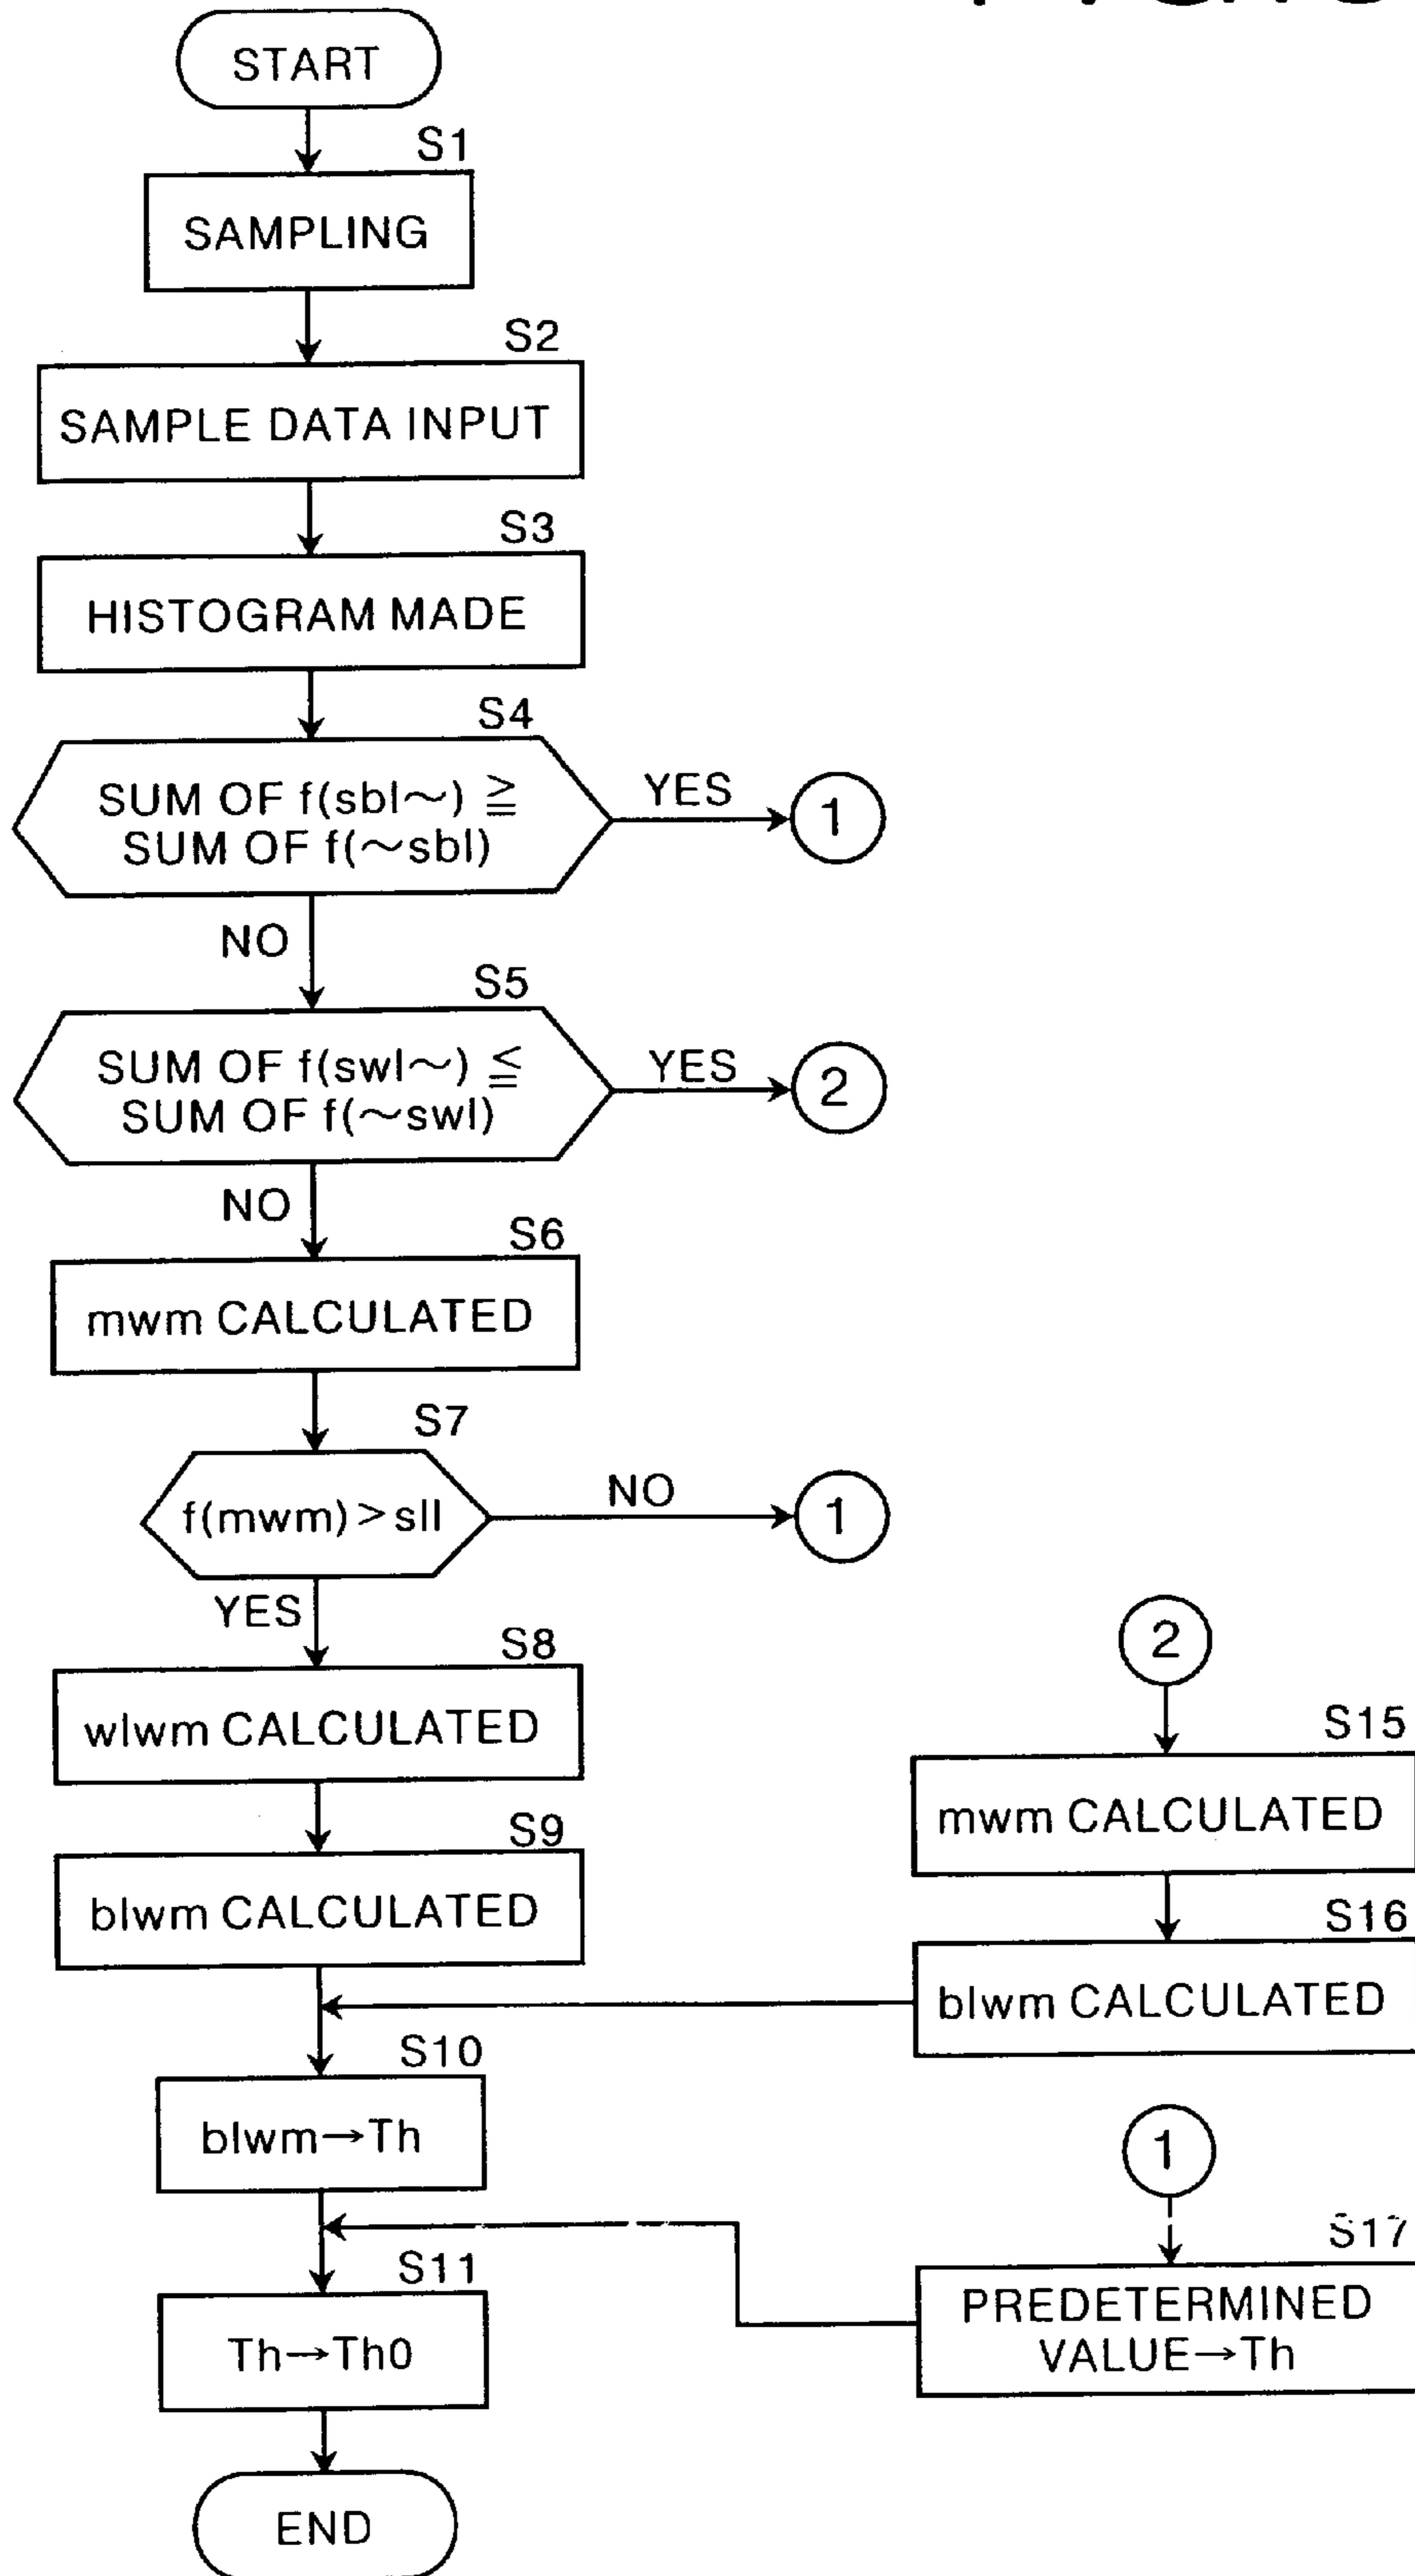 START
S1
SAMPLING
S2
SAMPLE DATA INPUT
S3
HISTOGRAM MADE
S4
SUM OF f(sbl~) ≧
SUM OF f(~sbl)
YES
1
NO
S5
SUM OF f(swl~) ≦
SUM OF f(~swl)
YES
2
NO
S6
mwm CALCULATED
S7
f(mwm) > sll
NO
1
YES
S8
wlwm CALCULATED
S9
blwm CALCULATED
2
S15
mwm CALCULATED
S16
blwm CALCULATED
S10
blwm→Th
1
S17
PREDETERMINED
VALUE→Th
S11
Th→Th0
END